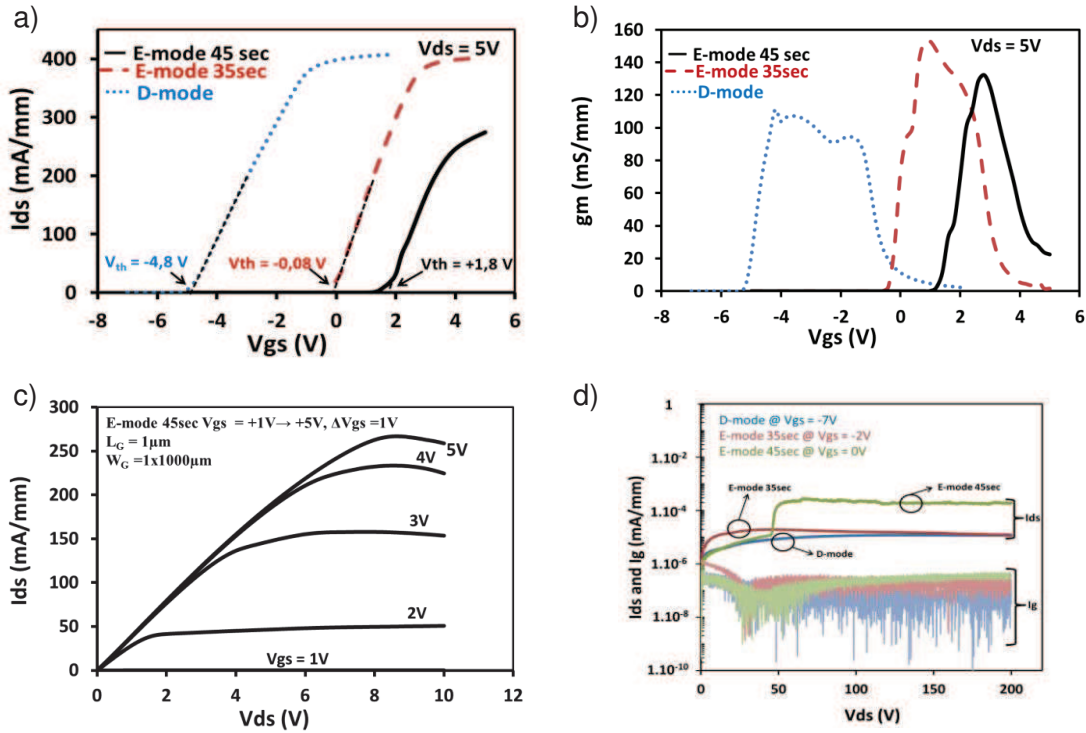 a)
E-mode 45 sec
E-mode 35sec
D-mode
Vds = 5V
Vth = -4,8 V
Vth = -0,08 V
Vth = +1,8 V
400
300
200
100
0
-8 -6 -4 -2 0 2 4 6
Ids (mA/mm)
Vgs (V)
b)
E-mode 45 sec
E-mode 35sec
D-mode
Vds = 5V
160
140
120
100
80
60
40
20
0
-8 -6 -4 -2 0 2 4 6
gm (mS/mm)
Vgs (V)
c)
E-mode 45sec Vgs = +1V→ +5V, ΔVgs =1V
LG = 1µm
WG = 1x1000µm
5V
4V
3V
2V
Vgs = 1V
300
250
200
150
100
50
0
0 2 4 6 8 10 12
Ids (mA/mm)
Vds (V)
d)
D-mode @ Vgs = -7V
E-mode 35sec @ Vgs = -2V
E-mode 45sec @ Vgs = 0V
E-mode 35sec
E-mode 45sec
D-mode
Ids
Ig
1
1.10-2
1.10-4
1.10-6
1.10-8
1.10-10
0 50 100 150 200
Ids and Ig (mA/mm)
Vds (V)